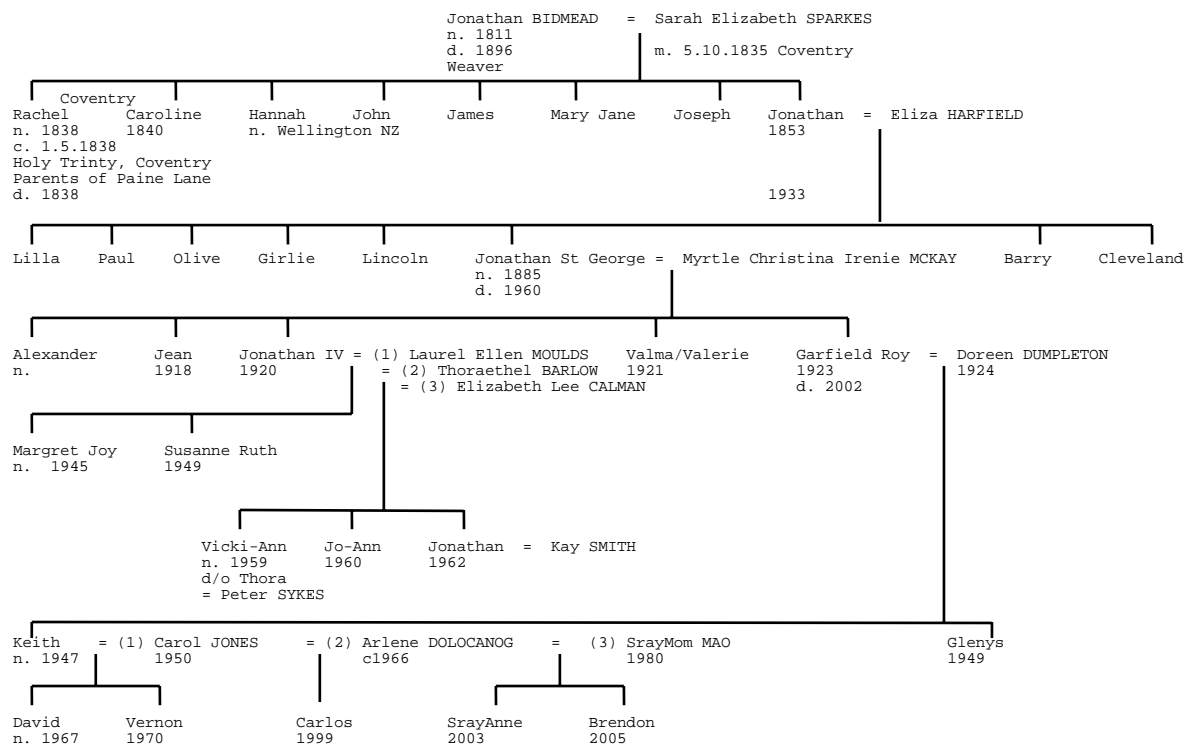 Jonathan BIDMEAD = Sarah Elizabeth SPARKES
n. 1811
d. 1896 m. 5.10.1835 Coventry
Weaver
Coventry
Rachel Caroline Hannah John James Mary Jane Joseph Jonathan = Eliza HARFIELD
n. 1838 1840 n. Wellington NZ 1853
c. 1.5.1838
Holy Trinty, Coventry
Parents of Paine Lane
d. 1838 1933
Lilla Paul Olive Girlie Lincoln Jonathan St George = Myrtle Christina Irenie MCKAY Barry Cleveland
n. 1885
d. 1960
Alexander Jean Jonathan IV = (1) Laurel Ellen MOULDS Valma/Valerie Garfield Roy = Doreen DUMPLETON
n. 1918 1920 = (2) Thoraethel BARLOW 1921 1923 1924
= (3) Elizabeth Lee CALMAN d. 2002
Margret Joy Susanne Ruth
n. 1945 1949
Vicki-Ann Jo-Ann Jonathan = Kay SMITH
n. 1959 1960 1962
d/o Thora
= Peter SYKES
Keith = (1) Carol JONES = (2) Arlene DOLOCANOG = (3) SrayMom MAO Glenys
n. 1947 1950 c1966 1980 1949
David Vernon Carlos SrayAnne Brendon
n. 1967 1970 1999 2003 2005